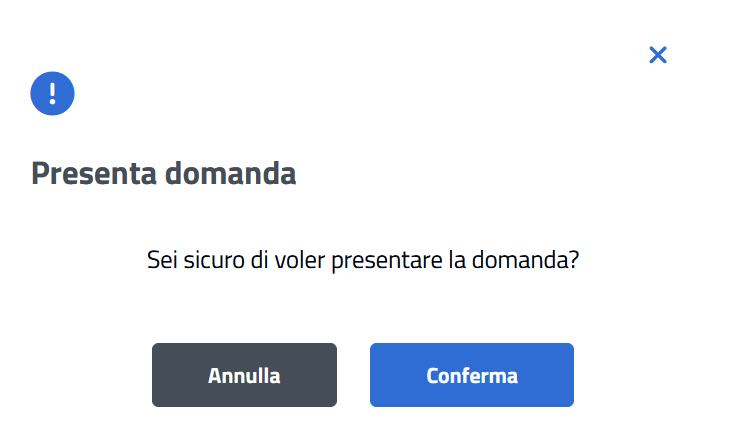 Presenta domanda
Sei sicuro di voler presentare la domanda?
Annulla
Conferma